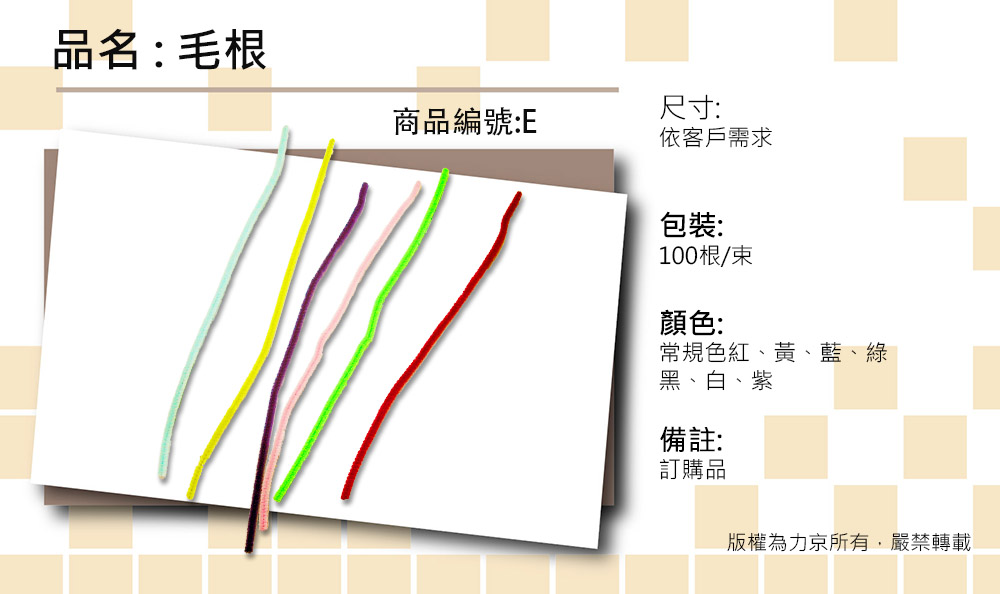 品名 : 毛根
商品編號:E
尺寸:
依客戶需求
包裝:
100根/束
顏色:
常規色紅、黃、藍、綠
黑、白、紫
備註:
訂購品
版權為力京所有，嚴禁轉載